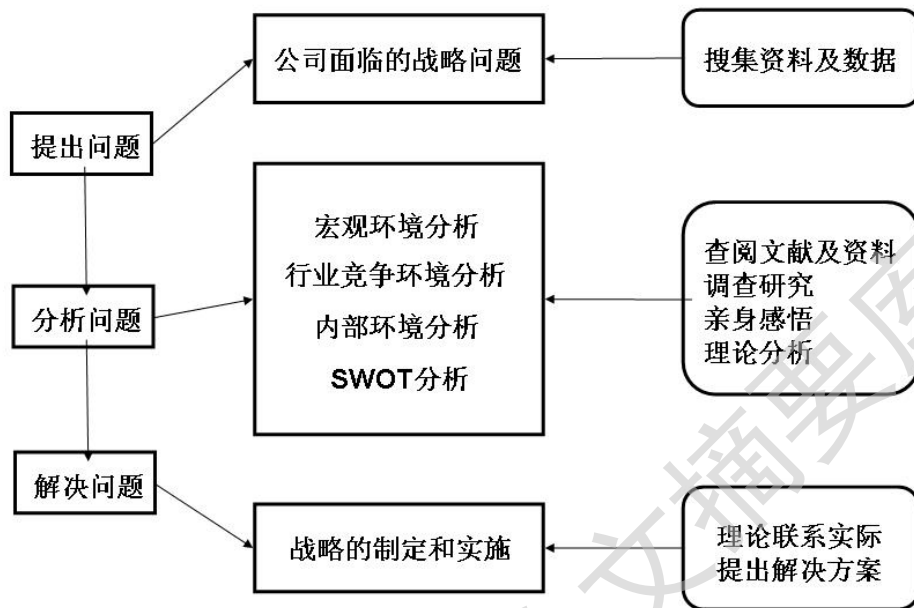 公司面临的战略问题
搜集资料及数据
提出问题
宏观环境分析
行业竞争环境分析
内部环境分析
SWOT分析
查阅文献及资料
调查研究
亲身感悟
理论分析
分析问题
解决问题
战略的制定和实施
理论联系实际
提出解决方案
文摘要库